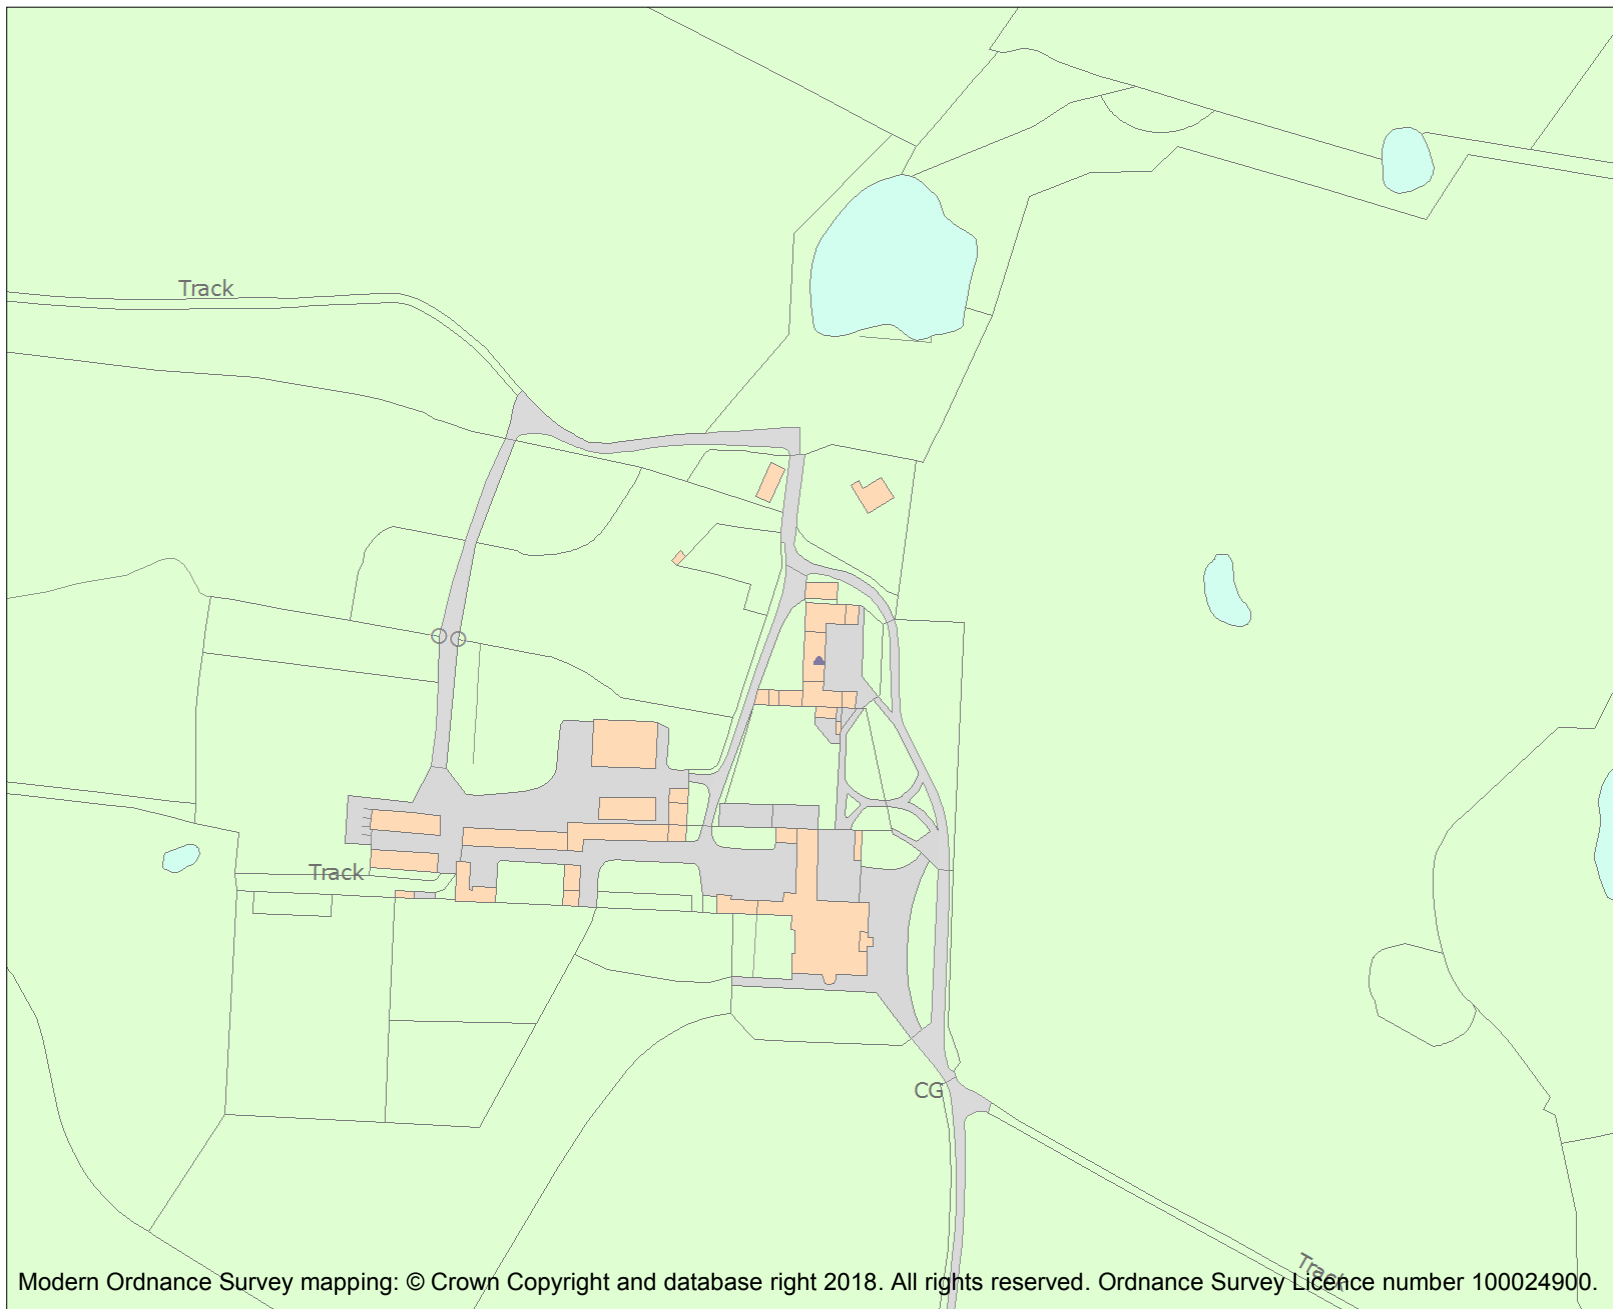 Track
Track
CG
Track
Modern Ordnance Survey mapping: © Crown Copyright and database right 2018. All rights reserved. Ordnance Survey Licence number 100024900.